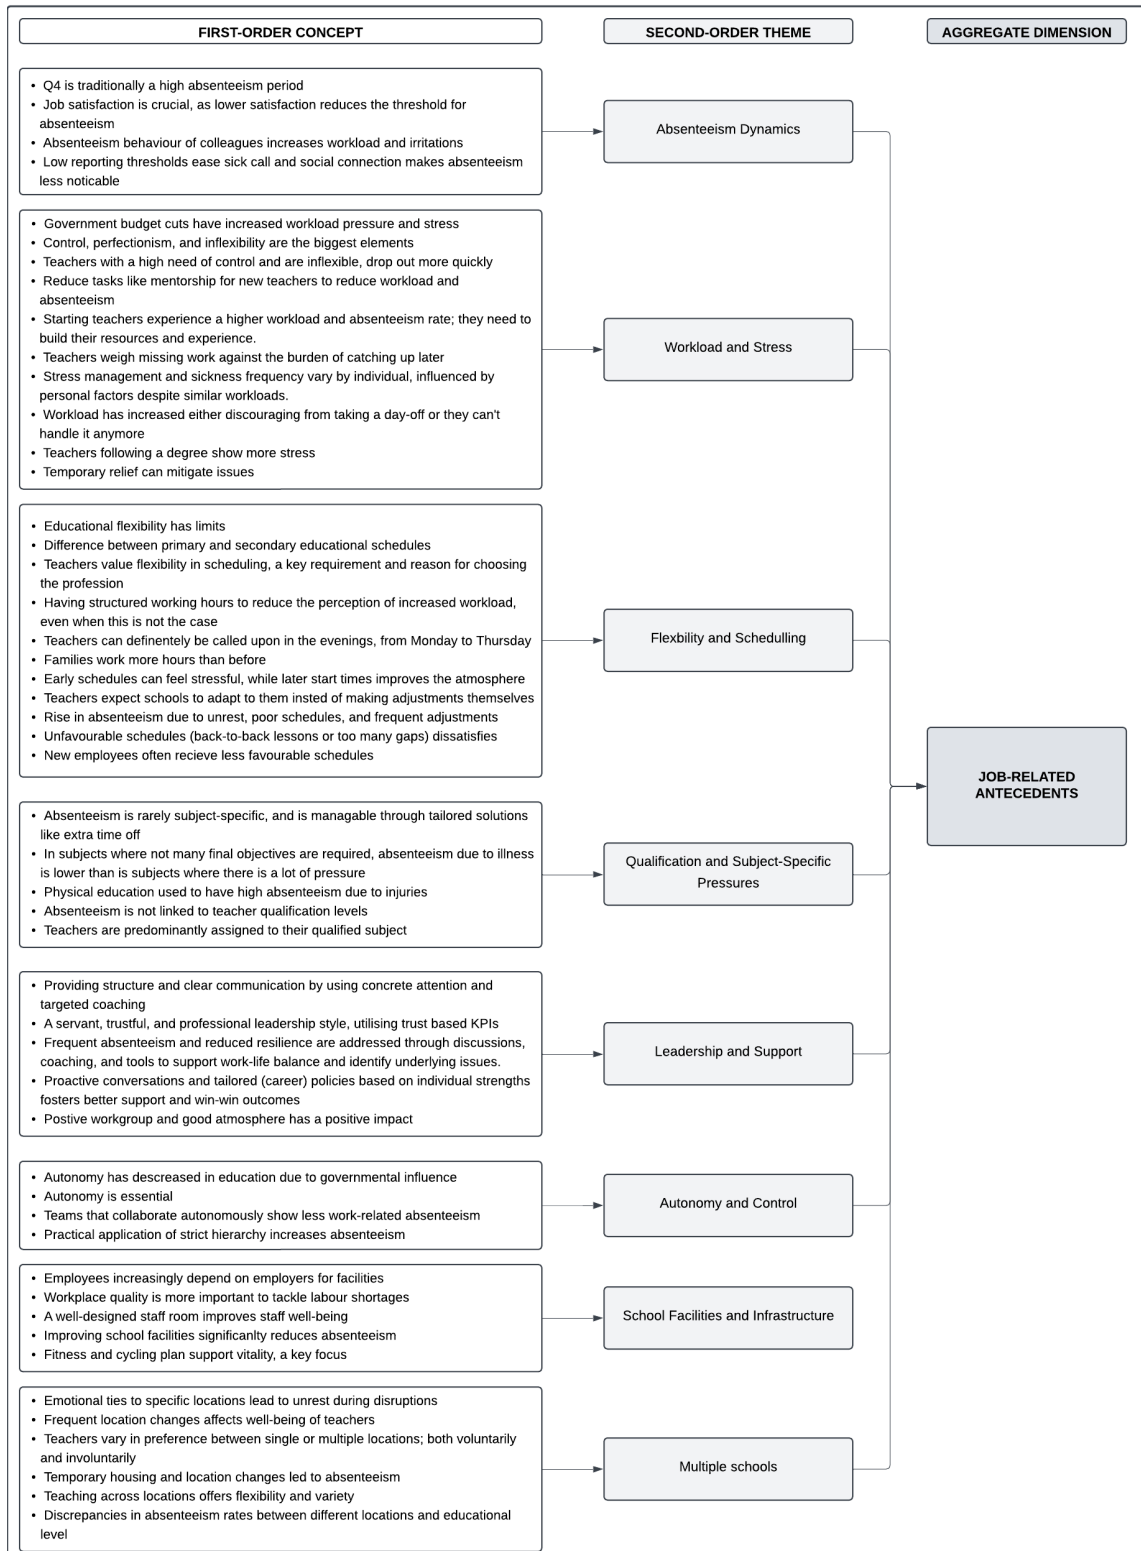 FIRST-ORDER CONCEPT
SECOND-ORDER THEME
AGGREGATE DIMENSION
• Q4 is traditionally a high absenteeism period
• Job satisfaction is crucial, as lower satisfaction reduces the threshold for
absenteeism
• Absenteeism behaviour of colleagues increases workload and irritations
• Low reporting thresholds ease sick call and social connection makes absenteeism
less noticable
Absenteeism Dynamics
• Government budget cuts have increased workload pressure and stress
• Control, perfectionism, and inflexibility are the biggest elements
• Teachers with a high need of control and are inflexible, drop out more quickly
• Reduce tasks like mentorship for new teachers to reduce workload and
absenteeism
• Starting teachers experience a higher workload and absenteeism rate; they need to
build their resources and experience.
• Teachers weigh missing work against the burden of catching up later
• Stress management and sickness frequency vary by individual, influenced by
personal factors despite similar workloads.
• Workload has increased either discouraging from taking a day-off or they can't
handle it anymore
• Teachers following a degree show more stress
• Temporary relief can mitigate issues
Workload and Stress
• Educational flexibility has limits
• Difference between primary and secondary educational schedules
• Teachers value flexibility in scheduling, a key requirement and reason for choosing
the profession
• Having structured working hours to reduce the perception of increased workload,
even when this is not the case
• Teachers can definentely be called upon in the evenings, from Monday to Thursday
• Families work more hours than before
• Early schedules can feel stressful, while later start times improves the atmosphere
• Teachers expect schools to adapt to them insted of making adjustments themselves
• Rise in absenteeism due to unrest, poor schedules, and frequent adjustments
• Unfavourable schedules (back-to-back lessons or too many gaps) dissatisfies
• New employees often recieve less favourable schedules
Flexbility and Schedulling
JOB-RELATED
ANTECEDENTS
• Absenteeism is rarely subject-specific, and is managable through tailored solutions
like extra time off
• In subjects where not many final objectives are required, absenteeism due to illness
is lower than is subjects where there is a lot of pressure
• Physical education used to have high absenteeism due to injuries
• Absenteeism is not linked to teacher qualification levels
• Teachers are predominantly assigned to their qualified subject
Qualification and Subject-Specific
Pressures
• Providing structure and clear communication by using concrete attention and
targeted coaching
• A servant, trustful, and professional leadership style, utilising trust based KPIs
• Frequent absenteeism and reduced resilience are addressed through discussions,
coaching, and tools to support work-life balance and identify underlying issues.
• Proactive conversations and tailored (career) policies based on individual strengths
fosters better support and win-win outcomes
• Postive workgroup and good atmosphere has a positive impact
Leadership and Support
• Autonomy has descreased in education due to governmental influence
• Autonomy is essential
• Teams that collaborate autonomously show less work-related absenteeism
• Practical application of strict hierarchy increases absenteeism
Autonomy and Control
• Employees increasingly depend on employers for facilities
• Workplace quality is more important to tackle labour shortages
• A well-designed staff room improves staff well-being
• Improving school facilities significanlty reduces absenteeism
• Fitness and cycling plan support vitality, a key focus
School Facilities and Infrastructure
• Emotional ties to specific locations lead to unrest during disruptions
• Frequent location changes affects well-being of teachers
• Teachers vary in preference between single or multiple locations; both voluntarily
and involuntarily
• Temporary housing and location changes led to absenteeism
• Teaching across locations offers flexibility and variety
• Discrepancies in absenteeism rates between different locations and educational
level
Multiple schools